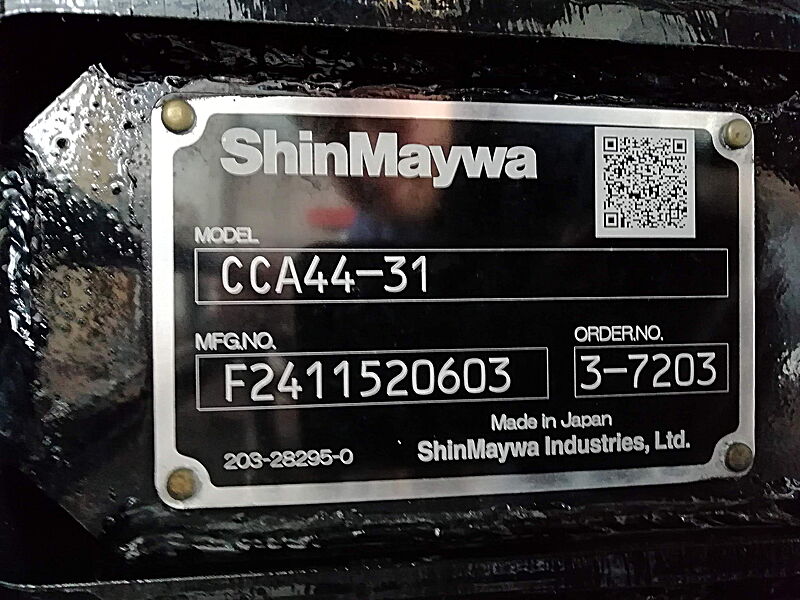 ShinMaywa
MODEL
CCA44-31
MFG.NO. ORDER.NO.
F2411520603 3-7203
Made in Japan
203-28295-0 ShinMaywa Industries, Ltd.